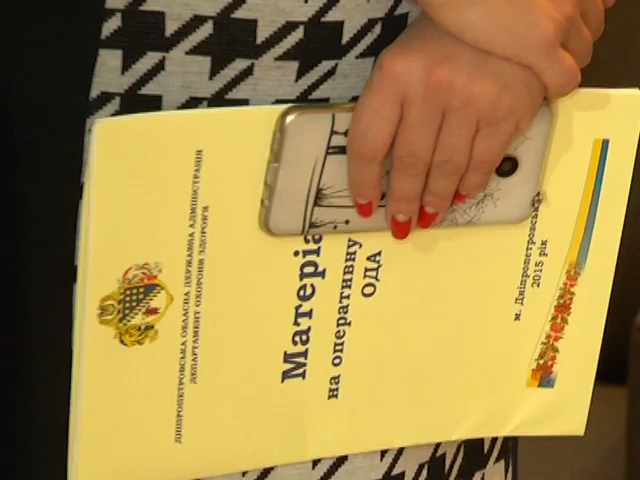 ДНІПРОПЕТРОВСЬКА ОБЛАСНА ДЕРЖАВНА АДМІНІСТРАЦІЯ
ДЕПАРТАМЕНТ ОХОРОНИ ЗДОРОВ'Я
Матеріа
на оперативну
ОДА
м. Дніпропетровськ
2015 рік